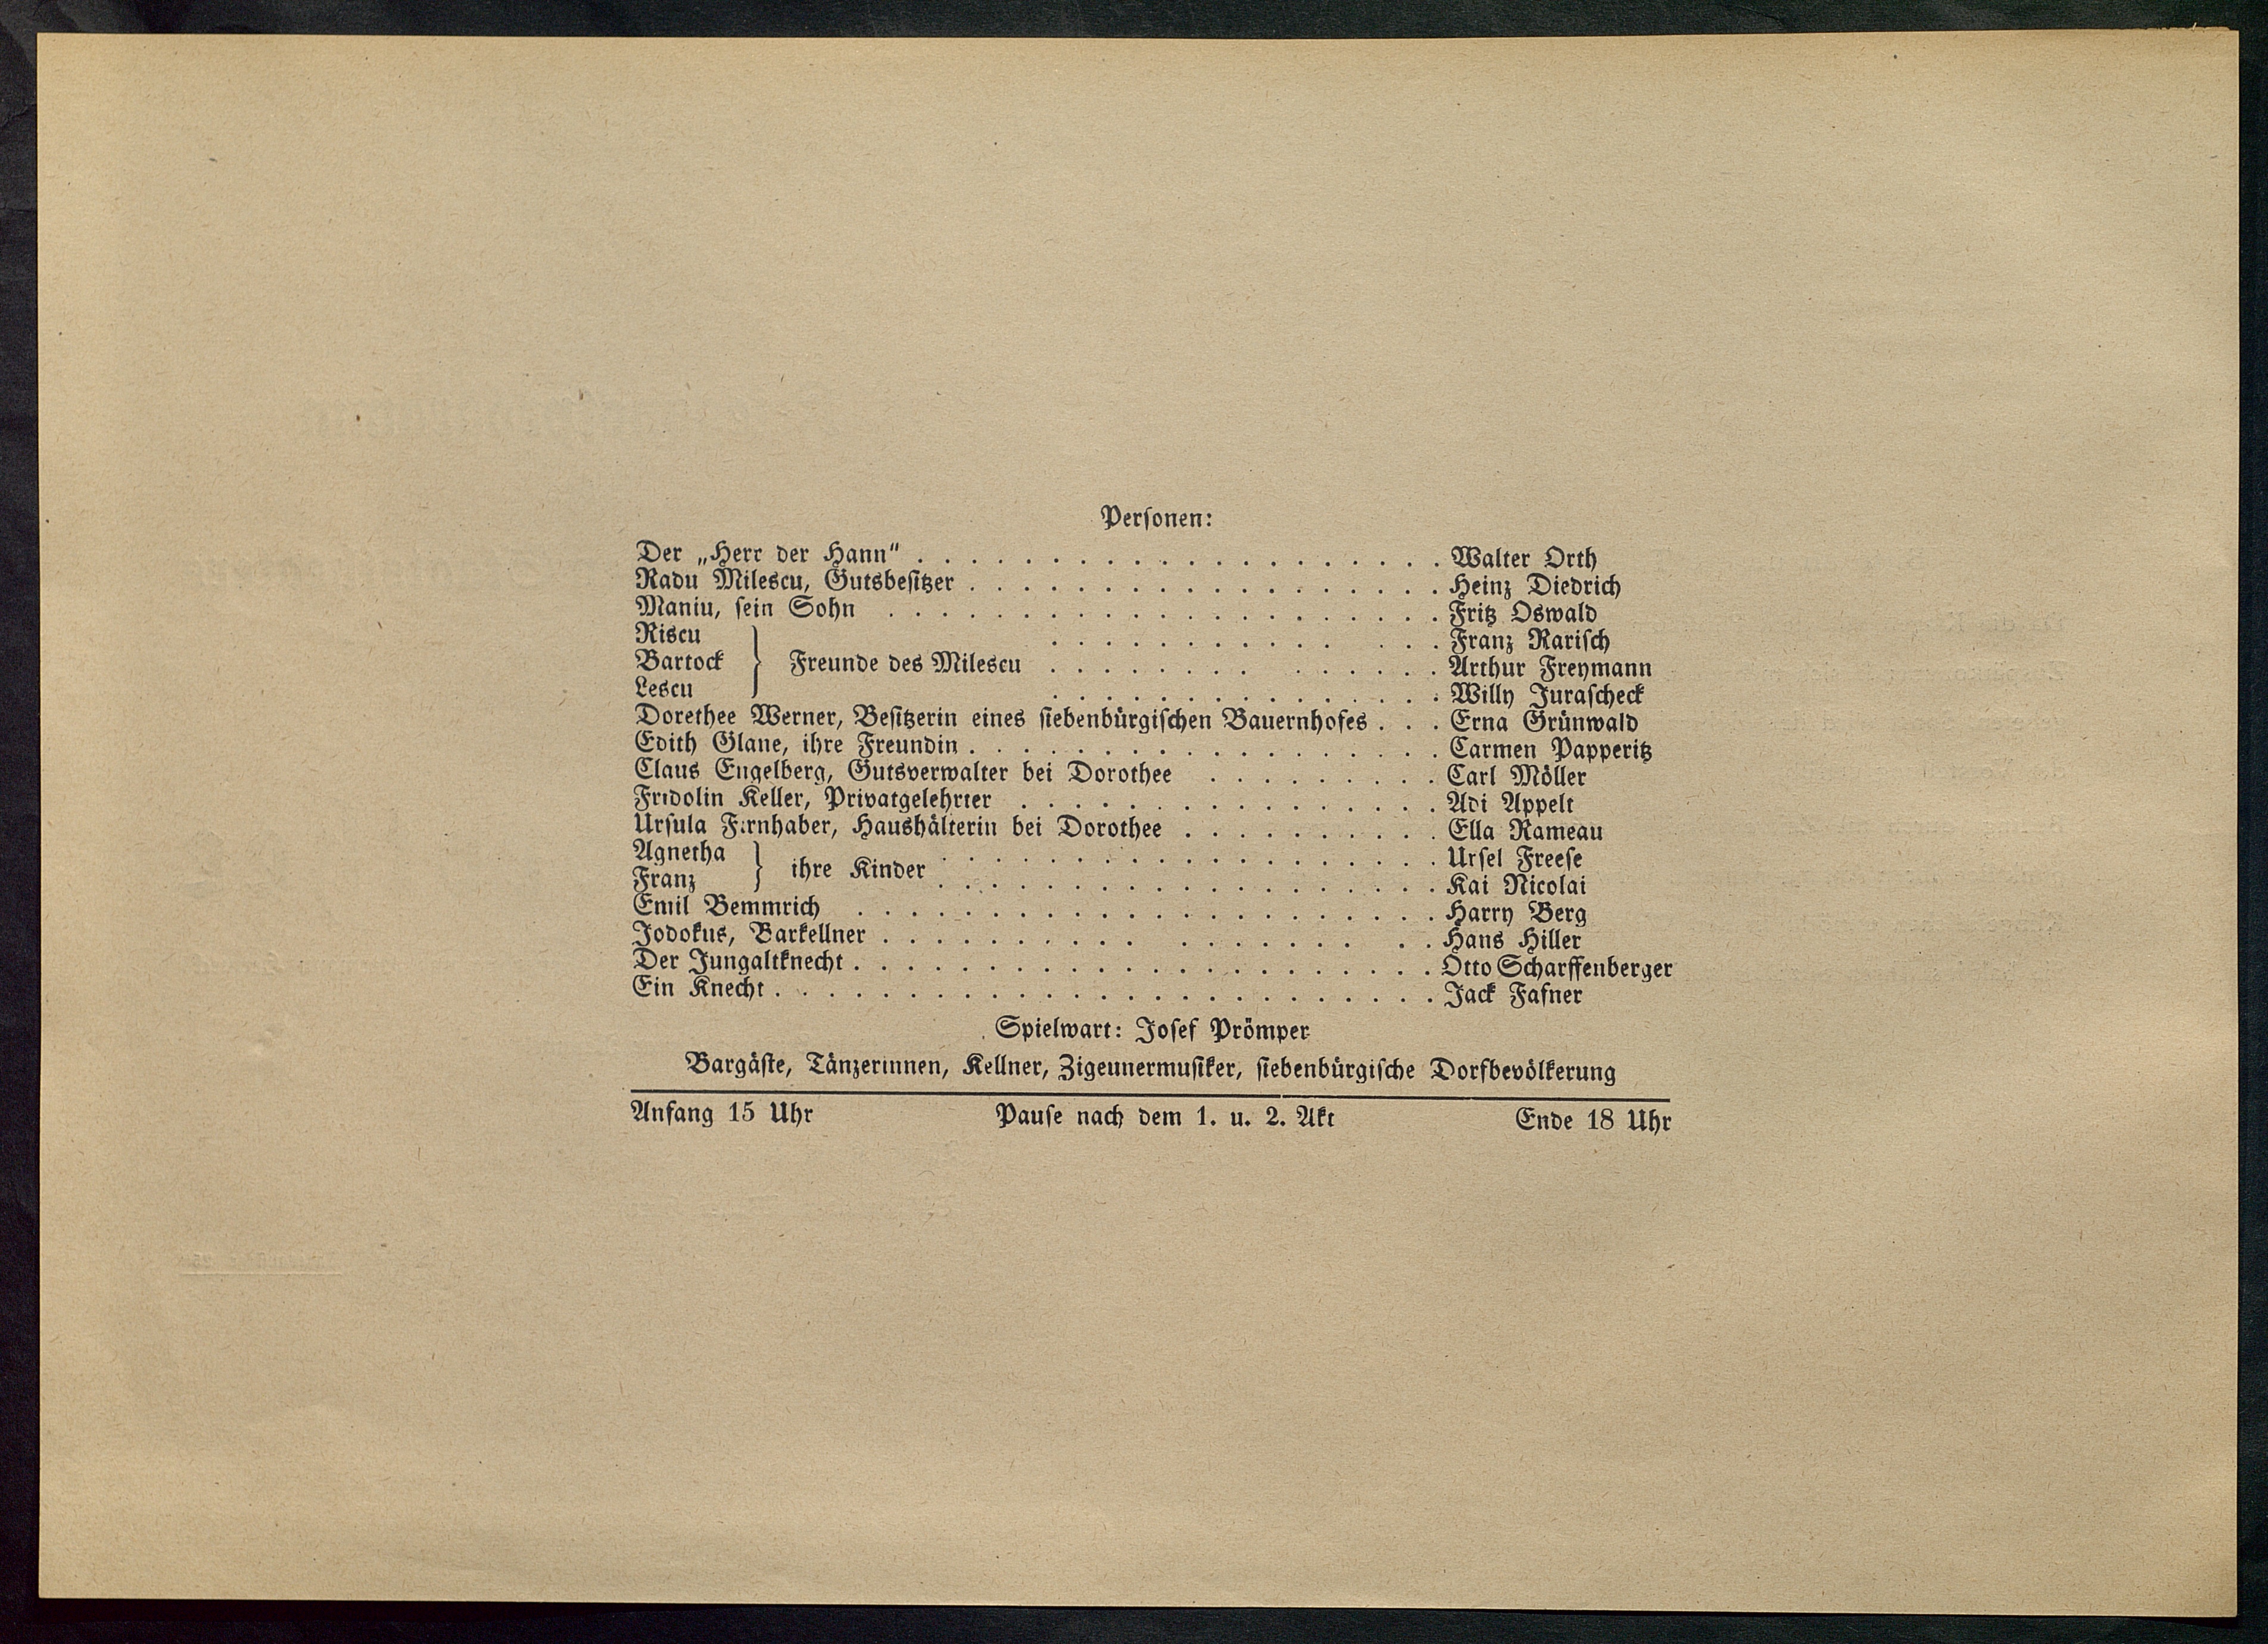 Personen:
Der „Herr der Hann“ . . . . . . . . . . . . . . . . . . . . Walter Orth
Radu Milescu, Gutsbesitzer . . . . . . . . . . . . . . . . . . Heinz Diedrich
Maniu, sein Sohn . . . . . . . . . . . . . . . . . . . . . Fritz Oswald
Riscu . . . . . . . . . . . . . . Franz Rarisch
Bartock } Freunde des Milescu . . . . . . . . . . . . . . Arthur Freymann
Lescu . . . . . . . . . . . . . . . Willy Jurascheck
Dorethee Werner, Besitzerin eines siebenbürgischen Bauernhofes . . . Erna Grünwald
Edith Glane, ihre Freundin . . . . . . . . . . . . . . . . . . Carmen Papperitz
Claus Engelberg, Gutsverwalter bei Dorothee . . . . . . . . . Carl Möller
Fridolin Keller, Privatgelehrter . . . . . . . . . . . . . . . . Adi Appelt
Ursula Farnhaber, Haushälterin bei Dorothee . . . . . . . . . . Ella Rameau
Agnetha . . . . . . . . . . . . . . . . . . . Ursel Freese
} ihre Kinder
Franz . . . . . . . . . . . . . . . . . . . Kai Nicolai
Emil Bemmrich . . . . . . . . . . . . . . . . . . . . . . Harry Berg
Jodokus, Barkellner . . . . . . . . . . . . . . . . . . . Hans Hiller
Der Jungaltknecht . . . . . . . . . . . . . . . . . . . . . . Otto Scharffenberger
Ein Knecht . . . . . . . . . . . . . . . . . . . . . . . . . Jack Fafner
Spielwart: Josef Prömper
Bargäste, Tänzerinnen, Kellner, Zigeunermusiker, siebenbürgische Dorfbevölkerung
Anfang 15 Uhr Pause nach dem 1. u. 2. Akt Ende 18 Uhr